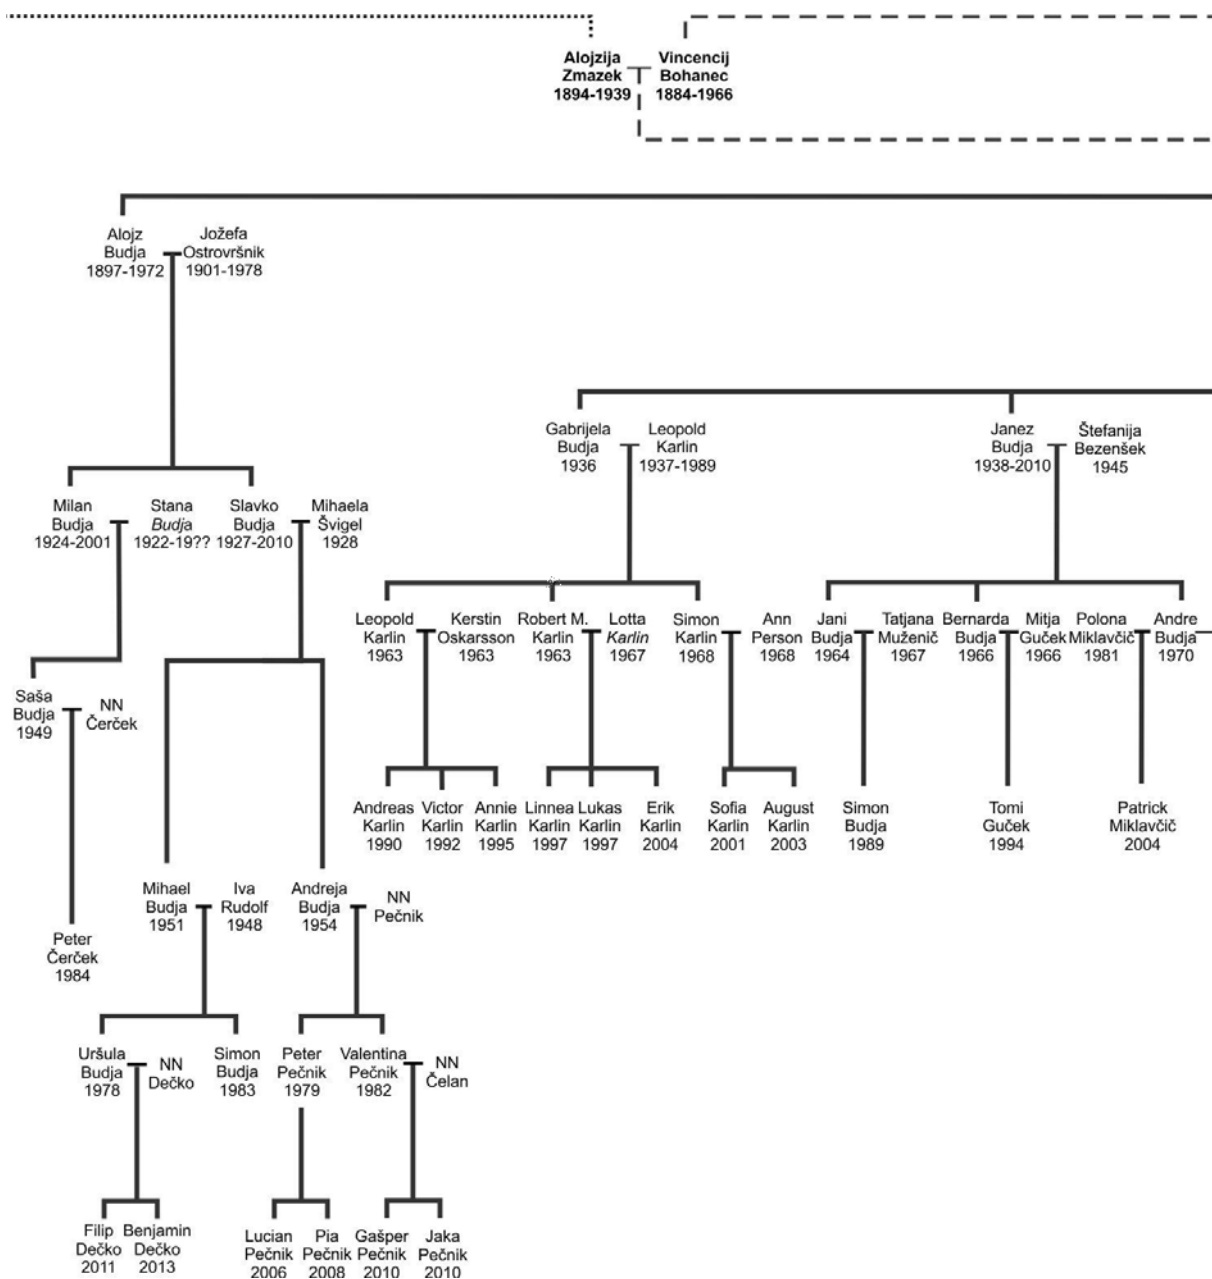 Alojzija
Zmazek
1894-1939
Vincencij
Bohanec
1884-1966
Alojz
Budja
1897-1972
Jožefa
Ostrovršnik
1901-1978
Gabrijela
Budja
1936
Leopold
Karlin
1937-1989
Janez
Budja
1938-2010
Štefanija
Bezenšek
1945
Milan
Budja
1924-2001
Stana
Budja
1922-19??
Slavko
Budja
1927-2010
Mihaela
Švigel
1928
Leopold
Karlin
1963
Kerstin
Oskarsson
1963
Robert M.
Karlin
1963
Lotta
Karlin
1967
Simon
Karlin
1968
Ann
Person
1968
Jani
Budja
1964
Tatjana
Muženič
1967
Bernarda
Budja
1966
Mitja
Guček
1966
Polona
Miklavčič
1981
Andre
Budja
1970
Saša
Budja
1949
NN
Čerček
Andreas
Karlin
1990
Victor
Karlin
1992
Annie
Karlin
1995
Linnea
Karlin
1997
Lukas
Karlin
1997
Erik
Karlin
2004
Sofia
Karlin
2001
August
Karlin
2003
Simon
Budja
1989
Tomi
Guček
1994
Patrick
Miklavčič
2004
Mihael
Budja
1951
Iva
Rudolf
1948
Andreja
Budja
1954
NN
Pečnik
Peter
Čerček
1984
Uršula
Budja
1978
NN
Dečko
Simon
Budja
1983
Peter
Pečnik
1979
Valentina
Pečnik
1982
NN
Čelan
Filip
Dečko
2011
Benjamin
Dečko
2013
Lucian
Pečnik
2006
Pia
Pečnik
2008
Gašper
Pečnik
2010
Jaka
Pečnik
2010